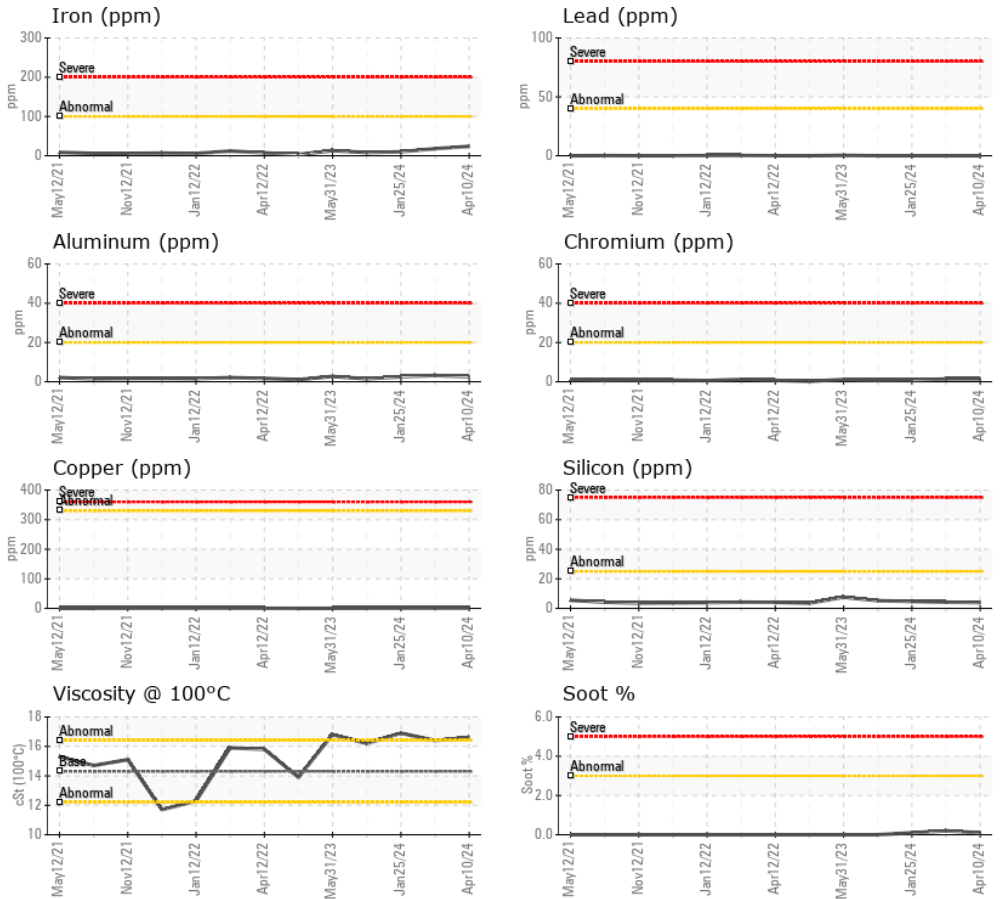 Iron (ppm)
300
200
100
0
ppm
Severe
Abnormal
May12/21
Nov12/21
Jan12/22
Apr12/22
May31/23
Jan25/24
Apr10/24
Lead (ppm)
100
50
0
ppm
Severe
Abnormal
May12/21
Nov12/21
Jan12/22
Apr12/22
May31/23
Jan25/24
Apr10/24
Aluminum (ppm)
60
40
20
0
ppm
Severe
Abnormal
May12/21
Nov12/21
Jan12/22
Apr12/22
May31/23
Jan25/24
Apr10/24
Chromium (ppm)
60
40
20
0
ppm
Severe
Abnormal
May12/21
Nov12/21
Jan12/22
Apr12/22
May31/23
Jan25/24
Apr10/24
Copper (ppm)
400
300
200
100
0
ppm
Severe
Abnormal
May12/21
Nov12/21
Jan12/22
Apr12/22
May31/23
Jan25/24
Apr10/24
Silicon (ppm)
80
60
40
20
0
ppm
Severe
Abnormal
May12/21
Nov12/21
Jan12/22
Apr12/22
May31/23
Jan25/24
Apr10/24
Viscosity @ 100°C
18
16
14
12
10
cSt (100°C)
Abnormal
Base
Abnormal
May12/21
Nov12/21
Jan12/22
Apr12/22
May31/23
Jan25/24
Apr10/24
Soot %
6.0
4.0
2.0
0.0
Soot %
Severe
Abnormal
May12/21
Nov12/21
Jan12/22
Apr12/22
May31/23
Jan25/24
Apr10/24